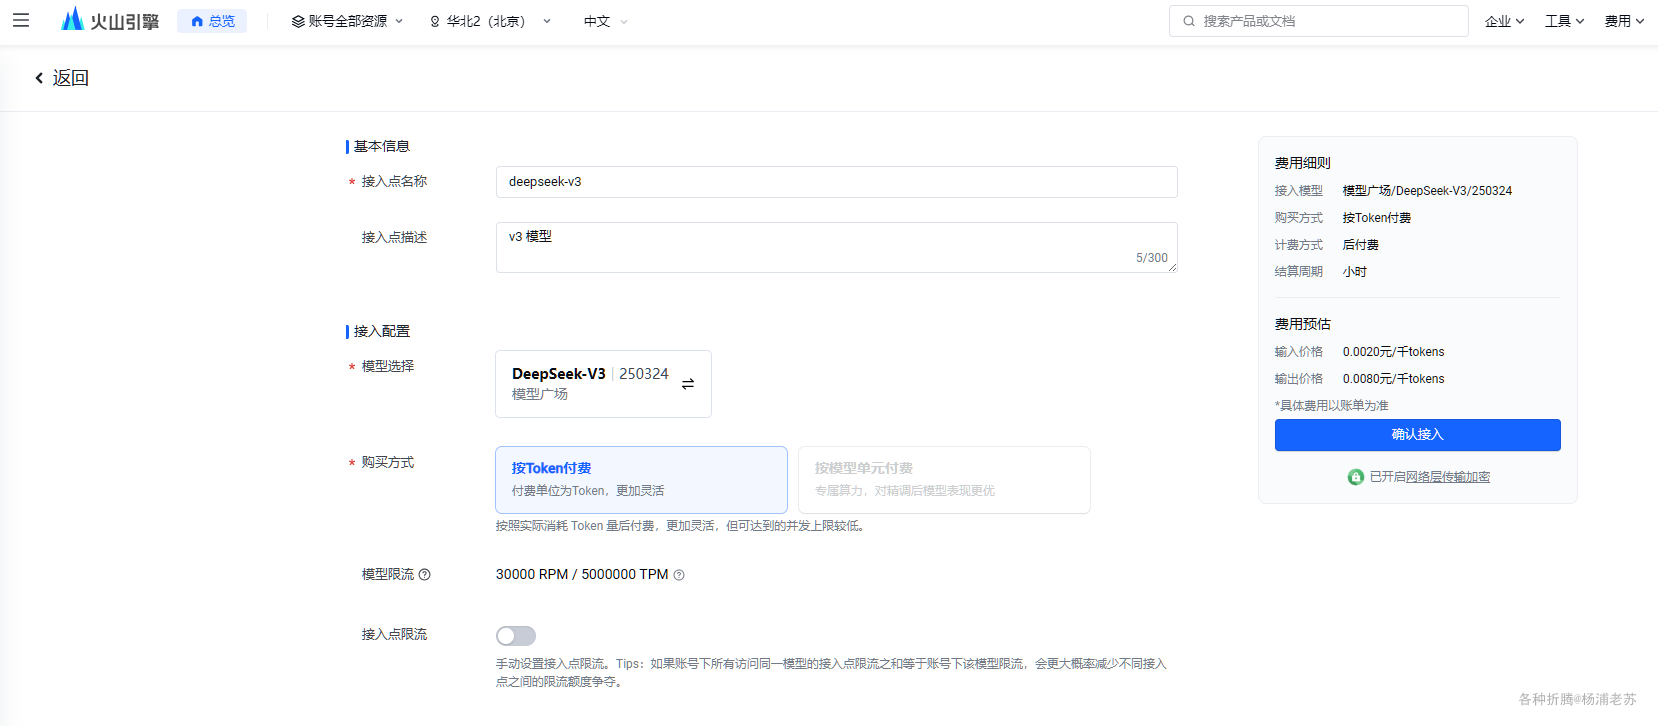 火山引擎 总览 账号全部资源 华北2（北京） 中文 搜索产品或文档 企业 工具 费用
返回
基本信息
* 接入点名称 deepseek-v3
接入点描述 v3 模型
5/300
接入配置
* 模型选择 DeepSeek-V3 | 250324
模型广场
* 购买方式 按Token付费 按模型单元付费
付费单位为Token，更加灵活 专属算力，对精调后模型表现更优
按照实际消耗 Token 量后付费，更加灵活，但可达到的并发上限较低。
模型限流 30000 RPM / 5000000 TPM
接入点限流
手动设置接入点限流。Tips：如果账号下所有访问同一模型的接入点限流之和等于账号下该模型限流，会更大概率减少不同接入
点之间的限流额度争夺。
费用细则
接入模型 模型广场/DeepSeek-V3/250324
购买方式 按Token付费
计费方式 后付费
结算周期 小时
费用预估
输入价格 0.0020元/千tokens
输出价格 0.0080元/千tokens
*具体费用以账单为准
确认接入
已开启网络层传输加密
各种折腾@杨浦老苏